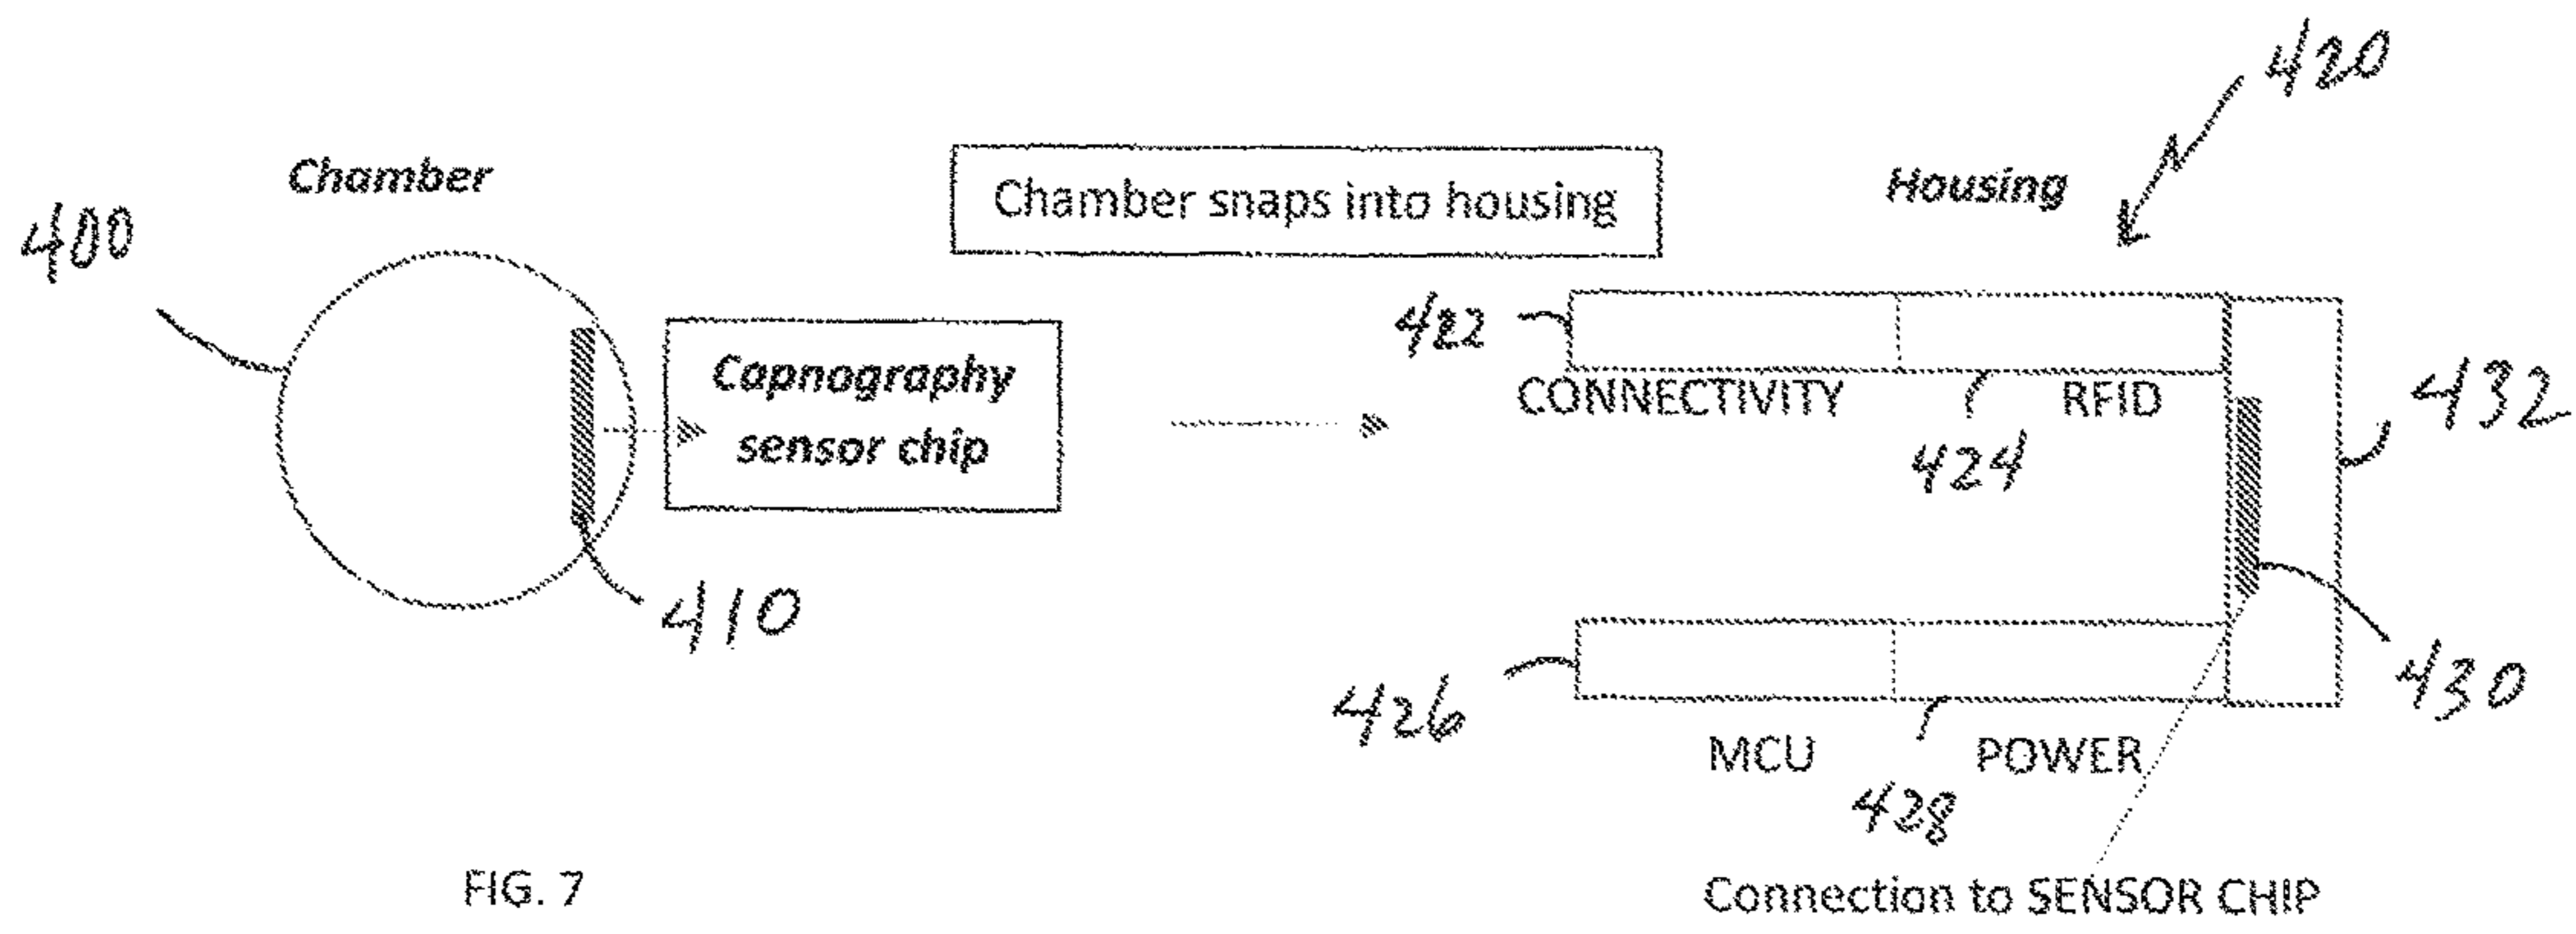 420
Chamber
Chamber snaps into housing
Housing
400
422
Capnography
sensor chip
CONNECTIVITY
RFID
432
424
410
426
430
MCU
POWER
428
FIG. 7
Connection to SENSOR CHIP